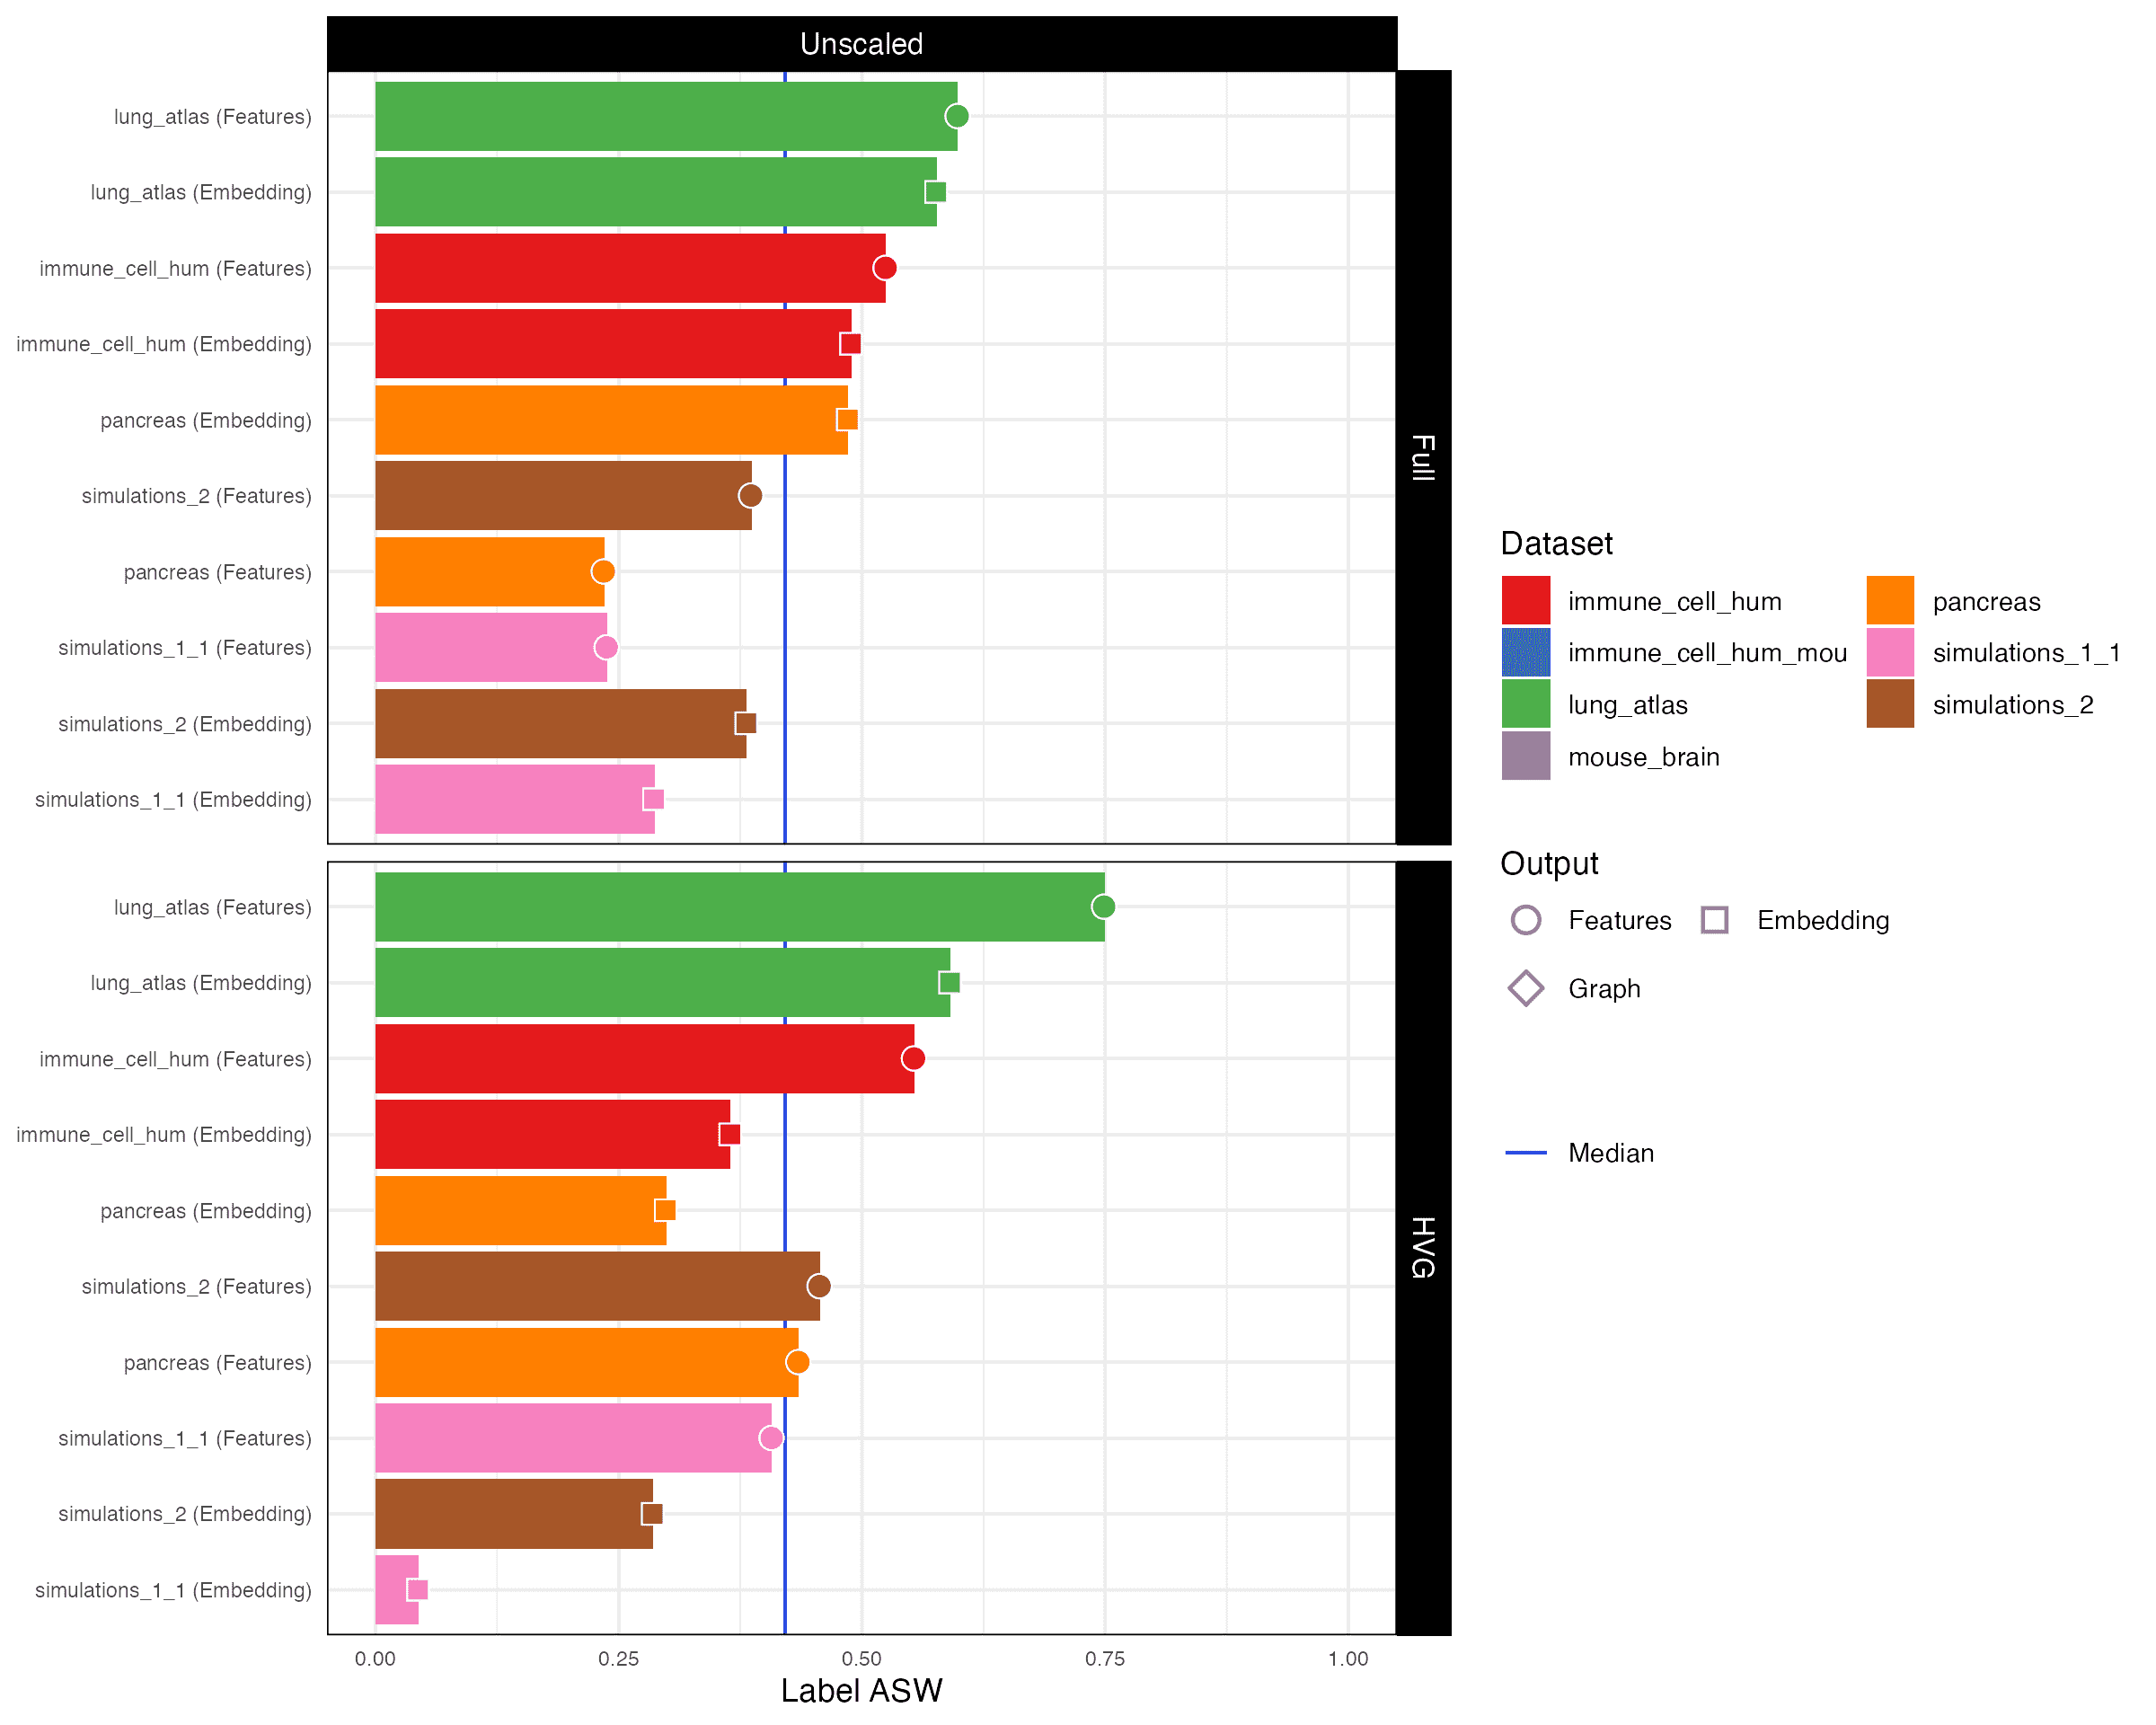 Unscaled
lung_atlas (Features)
lung_atlas (Embedding)
immune_cell_hum (Features)
immune_cell_hum (Embedding)
pancreas (Embedding)
simulations_2 (Features)
pancreas (Features)
simulations_1_1 (Features)
simulations_2 (Embedding)
simulations_1_1 (Embedding)
Full
lung_atlas (Features)
lung_atlas (Embedding)
immune_cell_hum (Features)
immune_cell_hum (Embedding)
pancreas (Embedding)
simulations_2 (Features)
pancreas (Features)
simulations_1_1 (Features)
simulations_2 (Embedding)
simulations_1_1 (Embedding)
HVG
0.00 0.25 0.50 0.75 1.00
Label ASW
Dataset
immune_cell_hum pancreas
immune_cell_hum_mou simulations_1_1
lung_atlas simulations_2
mouse_brain
Output
Features Embedding
Graph
Median